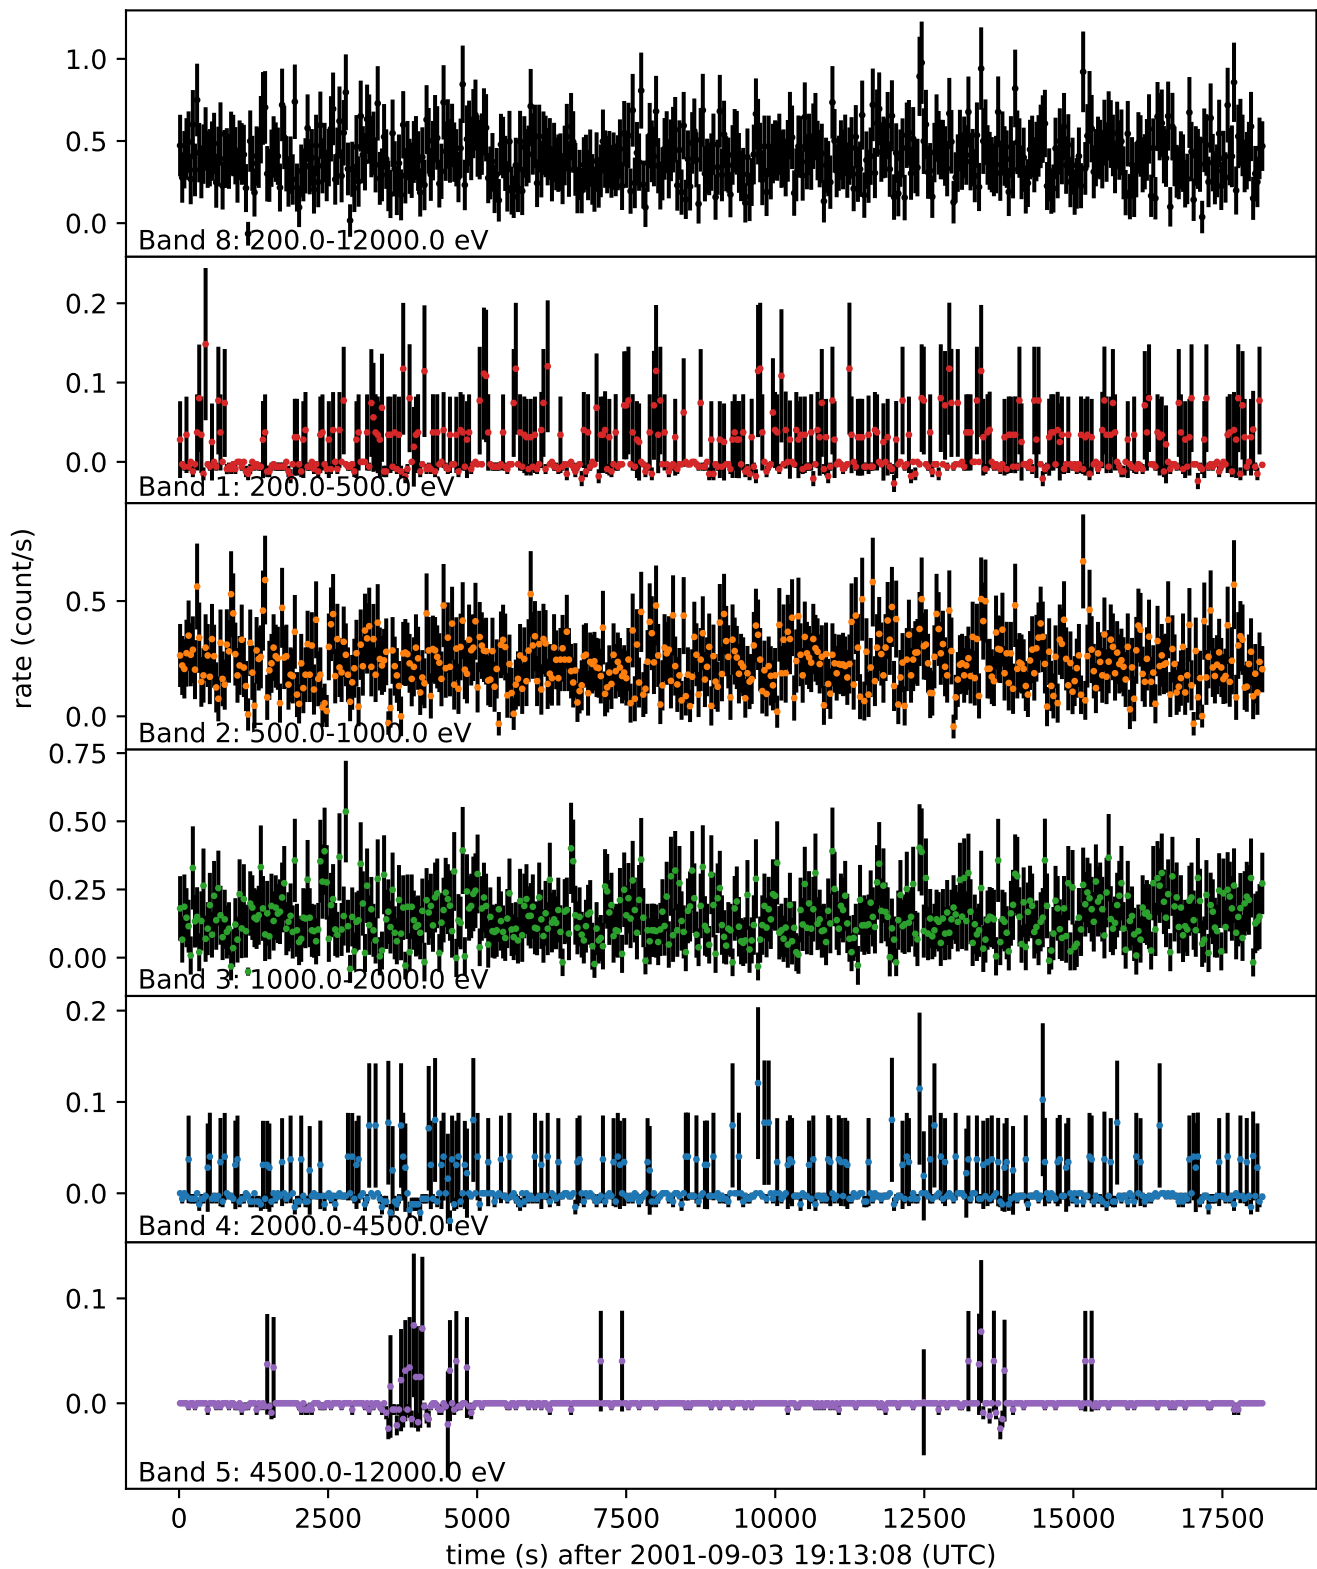 1.0
0.5
0.0
Band 8: 200.0-12000.0 eV
0.2
0.1
0.0
Band 1: 200.0-500.0 eV
rate (count/s)
0.5
0.0
Band 2: 500.0-1000.0 eV
0.75
0.50
0.25
0.00
Band 3: 1000.0-2000.0 eV
0.2
0.1
0.0
Band 4: 2000.0-4500.0 eV
0.1
0.0
Band 5: 4500.0-12000.0 eV
0 2500 5000 7500 10000 12500 15000 17500
time (s) after 2001-09-03 19:13:08 (UTC)